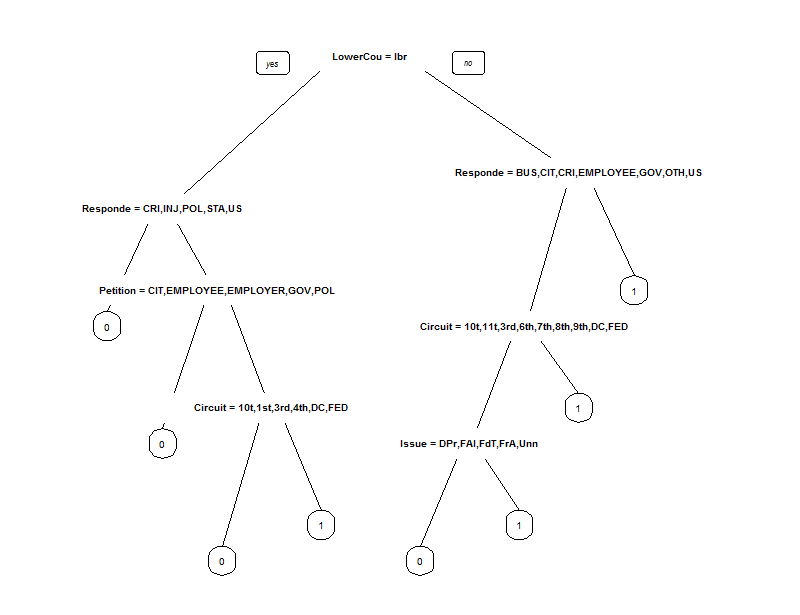 LowerCou = lbr
yes
no
Responde = BUS,CIT,CRI,EMPLOYEE,GOV,OTH,US
Responde = CRI,INJ,POL,STA,US
Petition = CIT,EMPLOYEE,EMPLOYER,GOV,POL
1
0
Circuit = 10t,11t,3rd,6th,7th,8th,9th,DC,FED
Circuit = 10t,1st,3rd,4th,DC,FED
1
0
Issue = DPr,FAI,FdT,FrA,Unn
1
1
0
0